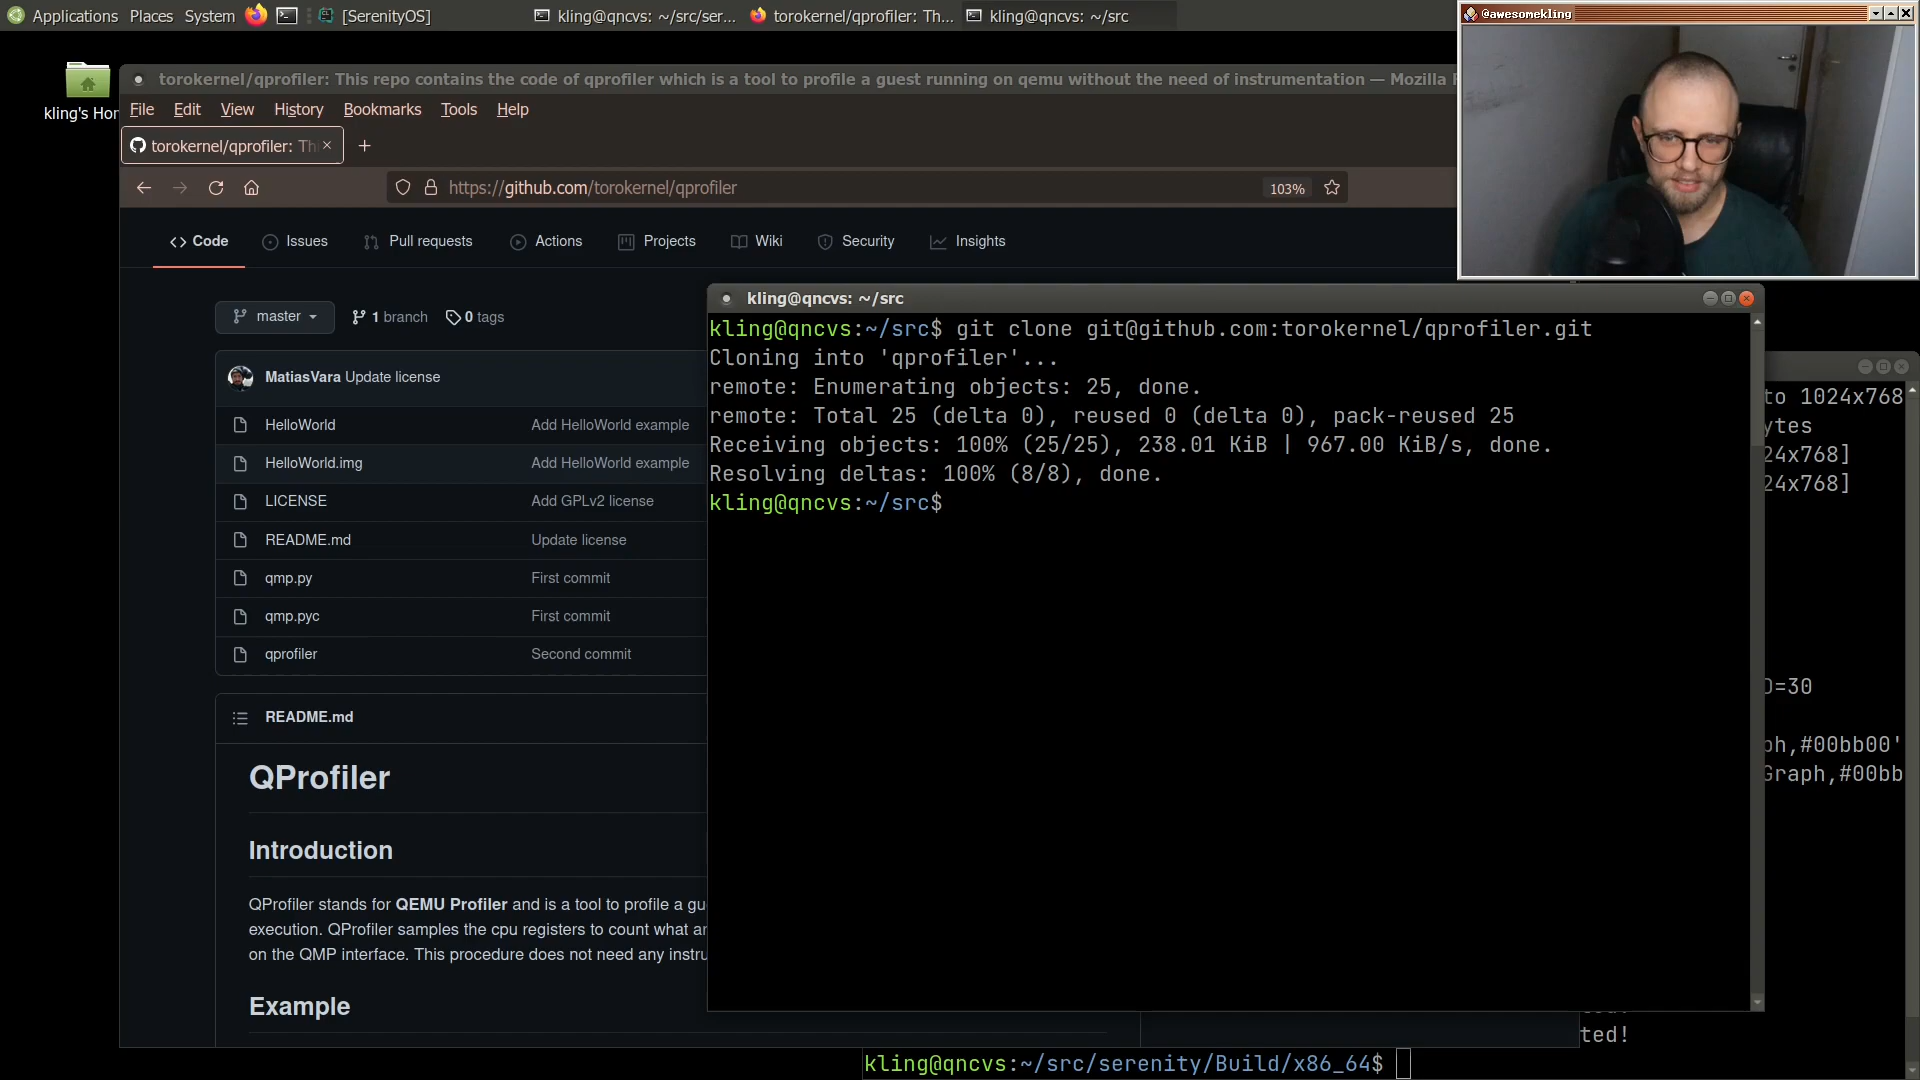 Applications Places System [SerenityOS] kling@qncvs: ~/src/ser... torokernel/qprofiler: Th... kling@qncvs: ~/src
@awesomekling
kling's Hor
torokernel/qprofiler: This repo contains the code of qprofiler which is a tool to profile a guest running on qemu without the need of instrumentation — Mozilla F
File Edit View History Bookmarks Tools Help
torokernel/qprofiler: Th
https://github.com/torokernel/qprofiler 103%
Code Issues Pull requests Actions Projects Wiki Security Insights
master 1 branch 0 tags
MatiasVara Update license
HelloWorld Add HelloWorld example
HelloWorld.img Add HelloWorld example
LICENSE Add GPLv2 license
README.md Update license
qmp.py First commit
qmp.pyc First commit
qprofiler Second commit
README.md
QProfiler
Introduction
QProfiler stands for QEMU Profiler and is a tool to profile a gu
execution. QProfiler samples the cpu registers to count what ar
on the QMP interface. This procedure does not need any instru
Example
kling@qncvs: ~/src
kling@qncvs:~/src$ git clone git@github.com:torokernel/qprofiler.git
Cloning into 'qprofiler'...
remote: Enumerating objects: 25, done.
remote: Total 25 (delta 0), reused 0 (delta 0), pack-reused 25
Receiving objects: 100% (25/25), 238.01 KiB | 967.00 KiB/s, done.
Resolving deltas: 100% (8/8), done.
kling@qncvs:~/src$
to 1024x768
ytes
24x768]
24x768]
D=30
ph,#00bb00'
Graph,#00bb
ted!
kling@qncvs:~/src/serenity/Build/x86_64$